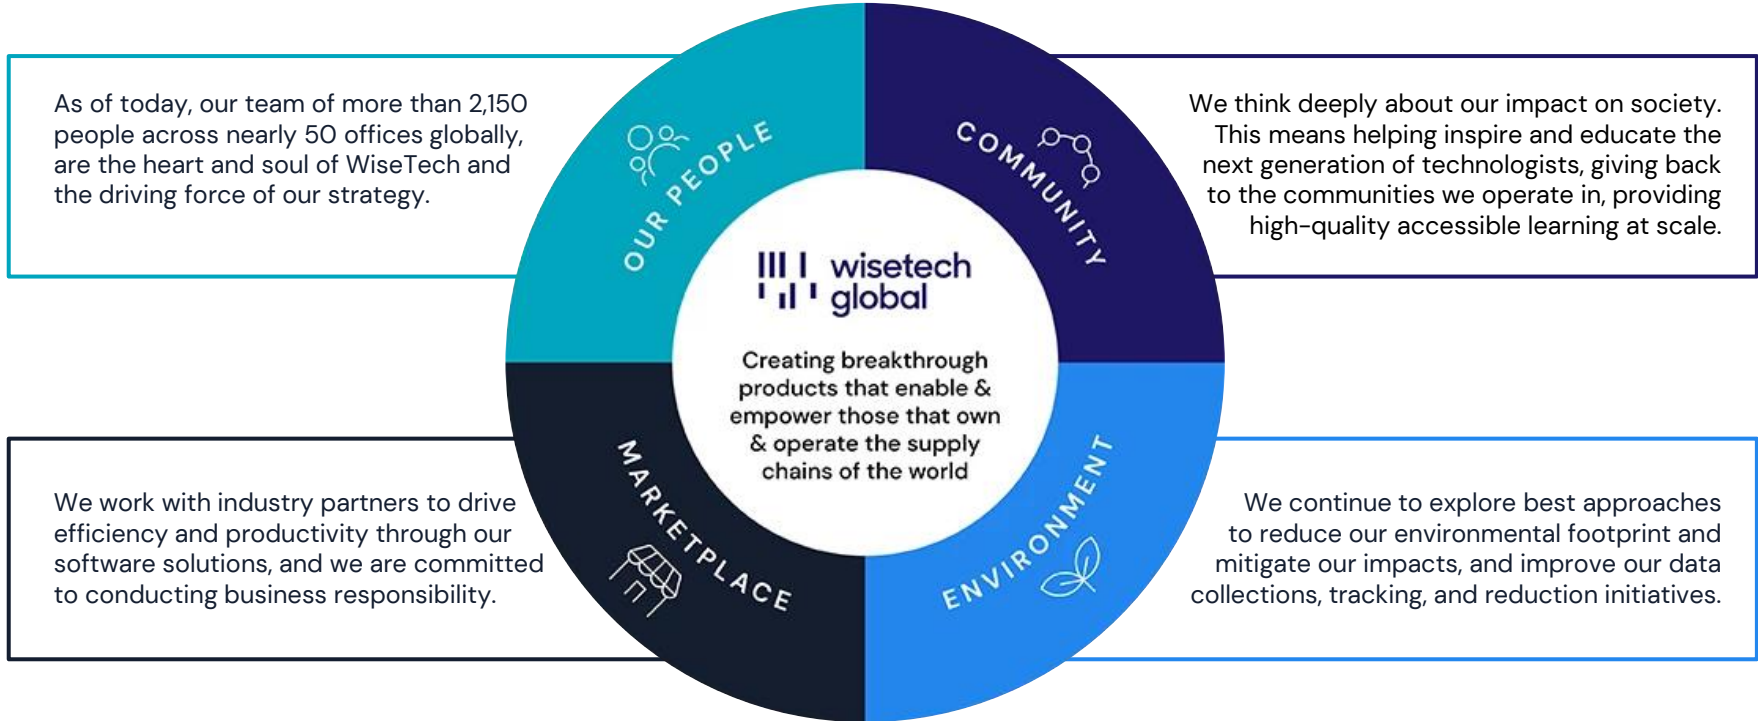 As of today, our team of more than 2,150
people across nearly 50 offices globally,
are the heart and soul of WiseTech and
the driving force of our strategy.
OUR PEOPLE
COMMUNITY
We think deeply about our impact on society.
This means helping inspire and educate the
next generation of technologists, giving back
to the communities we operate in, providing
high-quality accessible learning at scale.
wisetech
global
Creating breakthrough
products that enable &
empower those that own
& operate the supply
chains of the world
We work with industry partners to drive
efficiency and productivity through our
software solutions, and we are committed
to conducting business responsibility.
MARKETPLACE
ENVIRONMENT
We continue to explore best approaches
to reduce our environmental footprint and
mitigate our impacts, and improve our data
collections, tracking, and reduction initiatives.